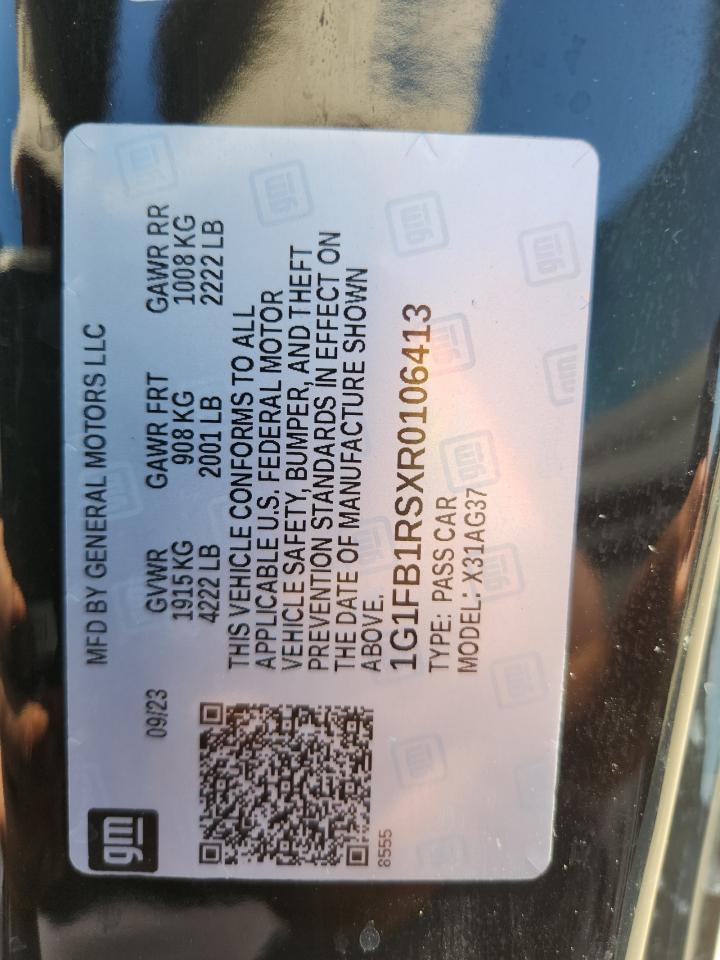 gm
MFD BY GENERAL MOTORS LLC
09/23
GVWR GAWR FRT GAWR RR
1915 KG 908 KG 1008 KG
4222 LB 2001 LB 2222 LB
THIS VEHICLE CONFORMS TO ALL
APPLICABLE U.S. FEDERAL MOTOR
VEHICLE SAFETY, BUMPER, AND THEFT
PREVENTION STANDARDS IN EFFECT ON
THE DATE OF MANUFACTURE SHOWN
ABOVE.
1G1FB1RSXR0106413
TYPE: PASS CAR
MODEL: X31AG37
8555